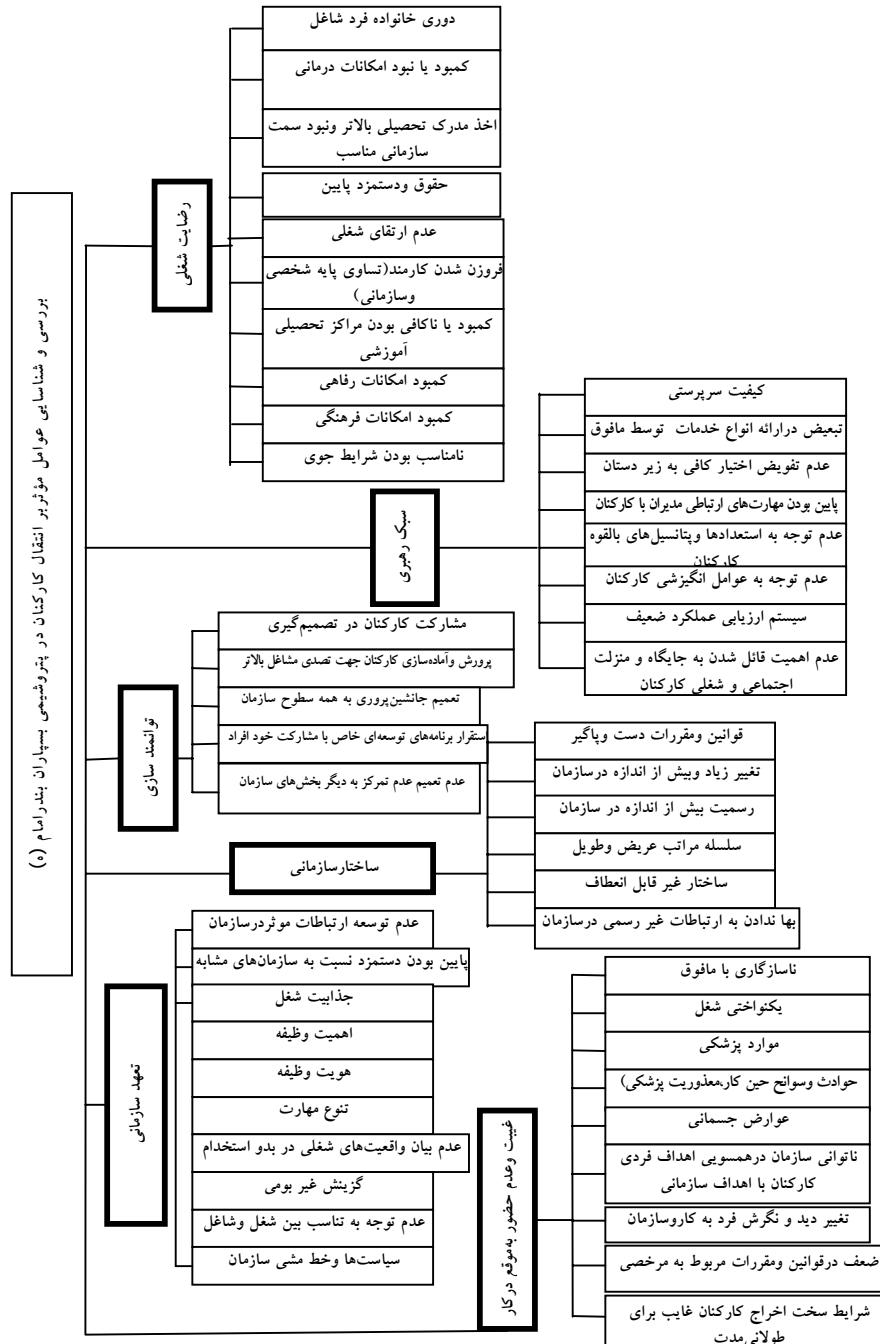 بررسی و شناسایی عوامل مؤثربر انتقال کارکنان در پتروشیمی بسپاران بندرامام (ه)
رضایت شغلی
دوری خانواده فرد شاغل
کمبود یا نبود امکانات درمانی
اخذ مدرک تحصیلی بالاتر ونبود سمت
سازمانی مناسب
حقوق ودستمزد پایین
عدم ارتقای شغلی
فروزن شدن کارمند(تساوی پایه شخصی
وسازمانی)
کمبود یا ناکافی بودن مراکز تحصیلی
آموزشی
کمبود امکانات رفاهی
کمبود امکانات فرهنگی
نامناسب بودن شرایط جوی
سبک رهبری
کیفیت سرپرستی
تبعیض درارائه انواع خدمات توسط مافوق
عدم تفویض اختیار کافی به زیر دستان
پایین بودن مهارت‌های ارتباطی مدیران با کارکنان
عدم توجه به استعدادها وپتانسیل‌های بالقوه
کارکنان
عدم توجه به عوامل انگیزشی کارکنان
سیستم ارزیابی عملکرد ضعیف
عدم اهمیت قائل شدن به جایگاه و منزلت
اجتماعی و شغلی کارکنان
توانمند سازی
مشارکت کارکنان در تصمیم‌گیری
پرورش وآماده‌سازی کارکنان جهت تصدی مشاغل بالاتر
تعمیم جانشین‌پروری به همه سطوح سازمان
استقرار برنامه‌های توسعه‌ای خاص با مشارکت خود افراد
عدم تعمیم عدم تمرکز به دیگر بخش‌های سازمان
ساختارسازمانی
قوانین ومقررات دست وپاگیر
تغییر زیاد وبیش از اندازه درسازمان
رسمیت بیش از اندازه در سازمان
سلسله مراتب عریض وطویل
ساختار غیر قابل انعطاف
بها ندادن به ارتباطات غیر رسمی درسازمان
تعهد سازمانی
عدم توسعه ارتباطات موثردرسازمان
پایین بودن دستمزد نسبت به سازمان‌های مشابه
جذابیت شغل
اهمیت وظیفه
هویت وظیفه
تنوع مهارت
عدم بیان واقعیت‌های شغلی در بدو استخدام
گزینش غیر بومی
عدم توجه به تناسب بین شغل وشاغل
سیاست‌ها وخط مشی سازمان
غیبت وعدم حضور به‌موقع درکار
ناسازگاری با مافوق
یکنواختی شغل
موارد پزشکی
حوادث وسوانح حین کار،معذوریت پزشکی)
عوارض جسمانی
ناتوانی سازمان درهمسویی اهداف فردی
کارکنان با اهداف سازمانی
تغییر دید و نگرش فرد به کاروسازمان
ضعف درقوانین ومقررات مربوط به مرخصی
شرایط سخت اخراج کارکنان غایب برای
طولانی‌مدت